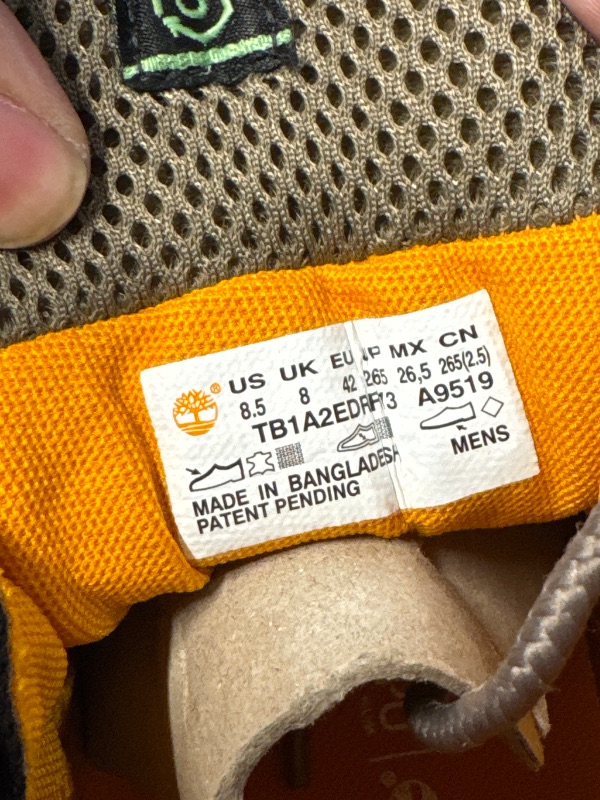 US UK EU JP MX CN
8.5 8 42 265 26,5 265(2.5)
A9519
MENS
MADE IN BANGLADESH
PATENT PENDING